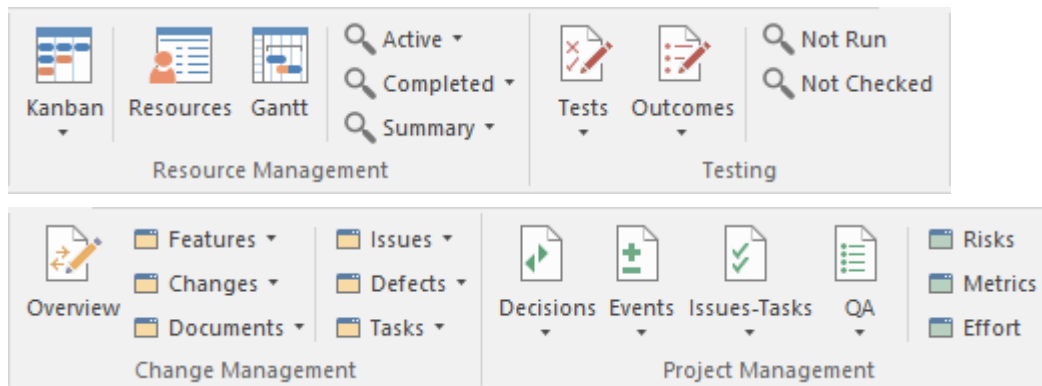 Kanban
Resources
Gantt
Active
Completed
Summary
Resource Management
Tests
Outcomes
Not Run
Not Checked
Testing
Overview
Features
Changes
Documents
Issues
Defects
Tasks
Change Management
Decisions
Events
Issues-Tasks
QA
Risks
Metrics
Effort
Project Management